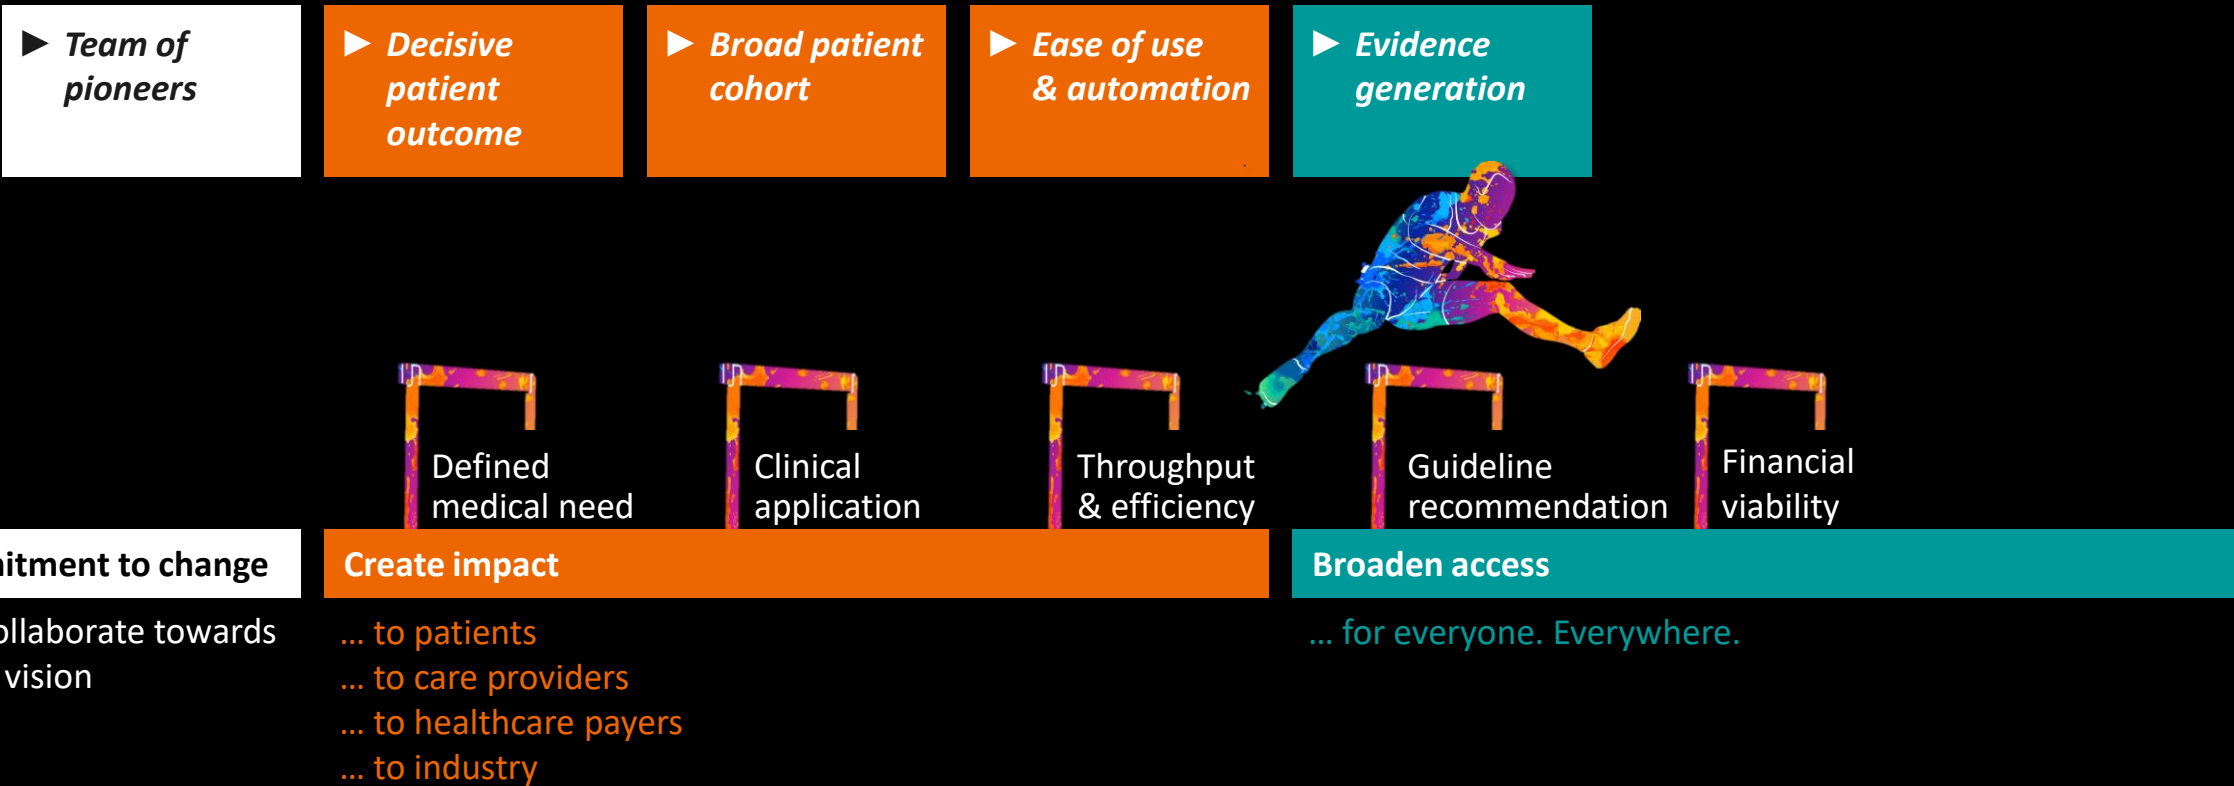 ► Team of
pioneers
► Decisive
patient
outcome
► Broad patient
cohort
► Ease of use
& automation
► Evidence
generation
Defined
medical need
Clinical
application
Throughput
& efficiency
Guideline
recommendation
Financial
viability
to change
towards
vision
Create impact
... to patients
... to care providers
... to healthcare payers
... to industry
Broaden access
... for everyone. Everywhere.